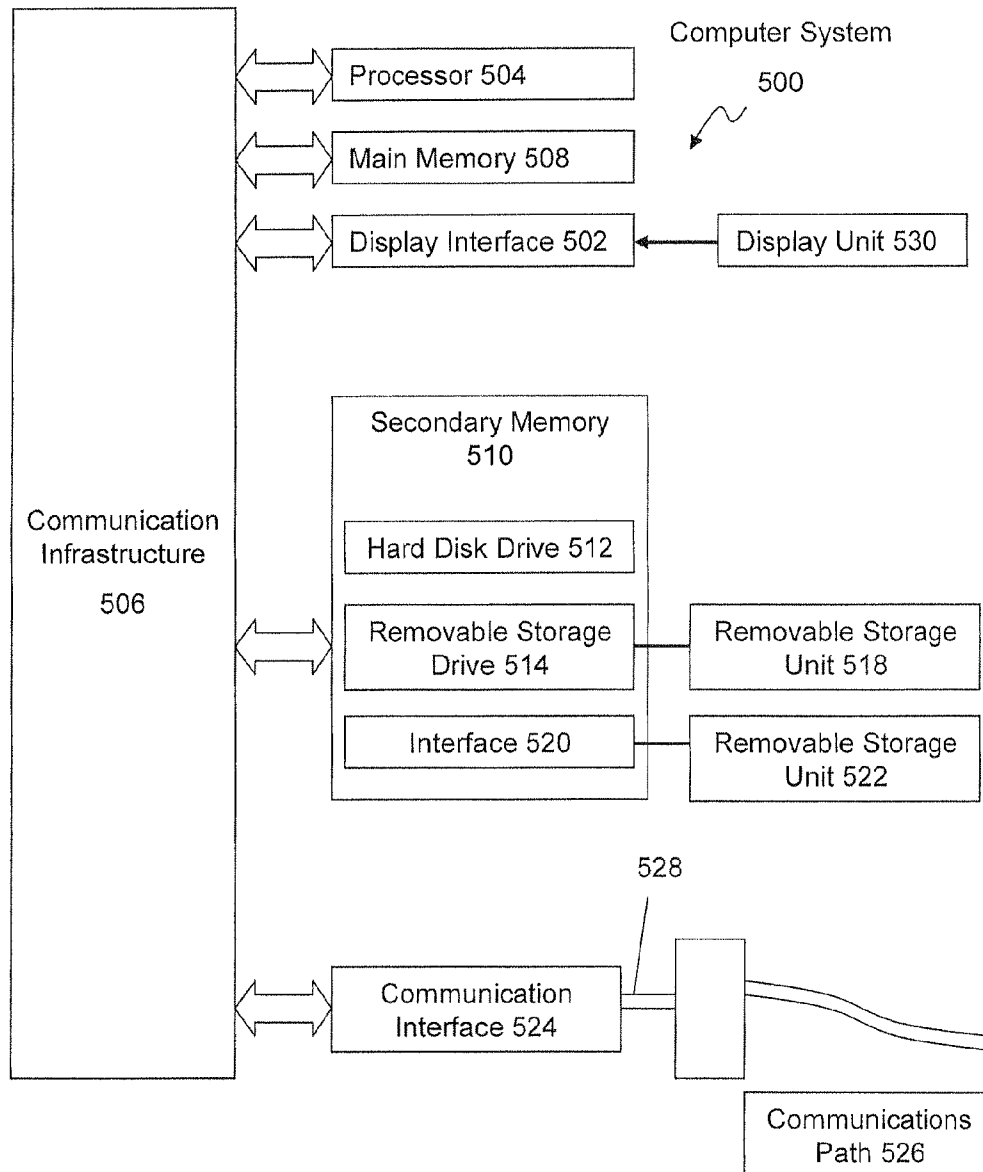 Computer System
500
Processor 504
Main Memory 508
Display Interface 502
Display Unit 530
Communication
Infrastructure
506
Secondary Memory
510
Hard Disk Drive 512
Removable Storage
Drive 514
Removable Storage
Unit 518
Interface 520
Removable Storage
Unit 522
528
Communication
Interface 524
Communications
Path 526